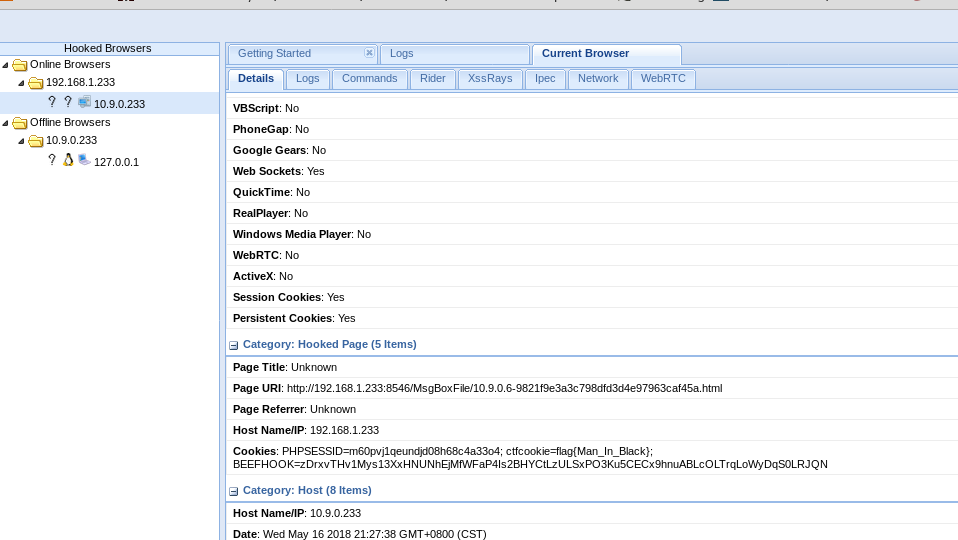 Hooked Browsers
Online Browsers
192.168.1.233
? ? 10.9.0.233
Offline Browsers
10.9.0.233
? 127.0.0.1
Getting Started
Logs
Current Browser
Details
Logs
Commands
Rider
XssRays
Ipec
Network
WebRTC
VBScript: No
PhoneGap: No
Google Gears: No
Web Sockets: Yes
QuickTime: No
RealPlayer: No
Windows Media Player: No
WebRTC: No
ActiveX: No
Session Cookies: Yes
Persistent Cookies: Yes
Category: Hooked Page (5 Items)
Page Title: Unknown
Page URI: http://192.168.1.233:8546/MsgBoxFile/10.9.0.6-9821f9e3a3c798dfd3d4e97963caf45a.html
Page Referrer: Unknown
Host Name/IP: 192.168.1.233
Cookies: PHPSESSID=m60pvj1qeundjd08h68c4a33o4; ctfcookie=flag{Man_In_Black};
BEEFHOOK=zDrxvTHv1Mys13XxHNUNhEjMfWFaP4Is2BHYCtLzULSxPO3Ku5CECx9hnuABLcOLTrqLoWyDqS0LRJQN
Category: Host (8 Items)
Host Name/IP: 10.9.0.233
Date: Wed May 16 2018 21:27:38 GMT+0800 (CST)